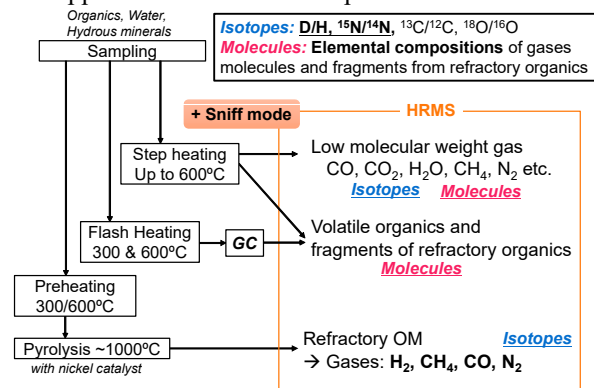 Organics, Water,
Hydrous minerals
Sampling
Isotopes: D/H, ¹⁵N/¹⁴N, ¹³C/¹²C, ¹⁸O/¹⁶O
Molecules: Elemental compositions of gases
molecules and fragments from refractory organics
+ Sniff mode
HRMS
Step heating
Up to 600ºC
Low molecular weight gas
CO, CO₂, H₂O, CH₄, N₂ etc.
Isotopes Molecules
Flash Heating
300 & 600ºC
GC
Volatile organics and
fragments of refractory organics
Molecules
Preheating
300/600ºC
Pyrolysis ~1000ºC
with nickel catalyst
Refractory OM Isotopes
→ Gases: H₂, CH₄, CO, N₂